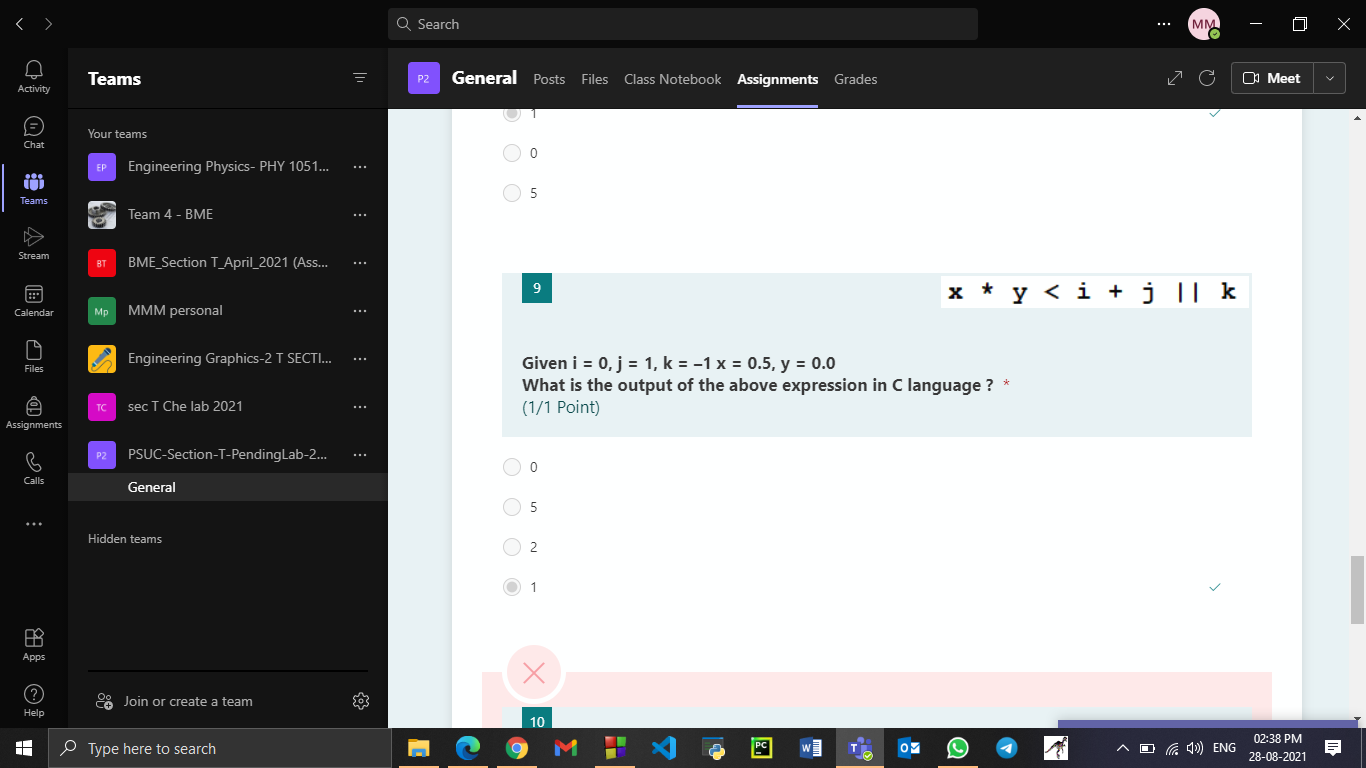 Search
MM
Activity
Chat
Teams
Stream
Calendar
Files
Assignments
Calls
Apps
Help
Teams
Your teams
EP Engineering Physics- PHY 1051...
Team 4 - BME
BT BME_Section T_April_2021 (Ass...
Mp MMM personal
Engineering Graphics-2 T SECTI...
TC sec T Che lab 2021
P2 PSUC-Section-T-PendingLab-2...
General
Hidden teams
Join or create a team
P2 General Posts Files Class Notebook Assignments Grades Meet
1
0
5
9
x * y < i + j || k
Given i = 0, j = 1, k = –1 x = 0.5, y = 0.0
What is the output of the above expression in C language ? *
(1/1 Point)
0
5
2
1
10
Type here to search
PC
ENG
02:38 PM
28-08-2021